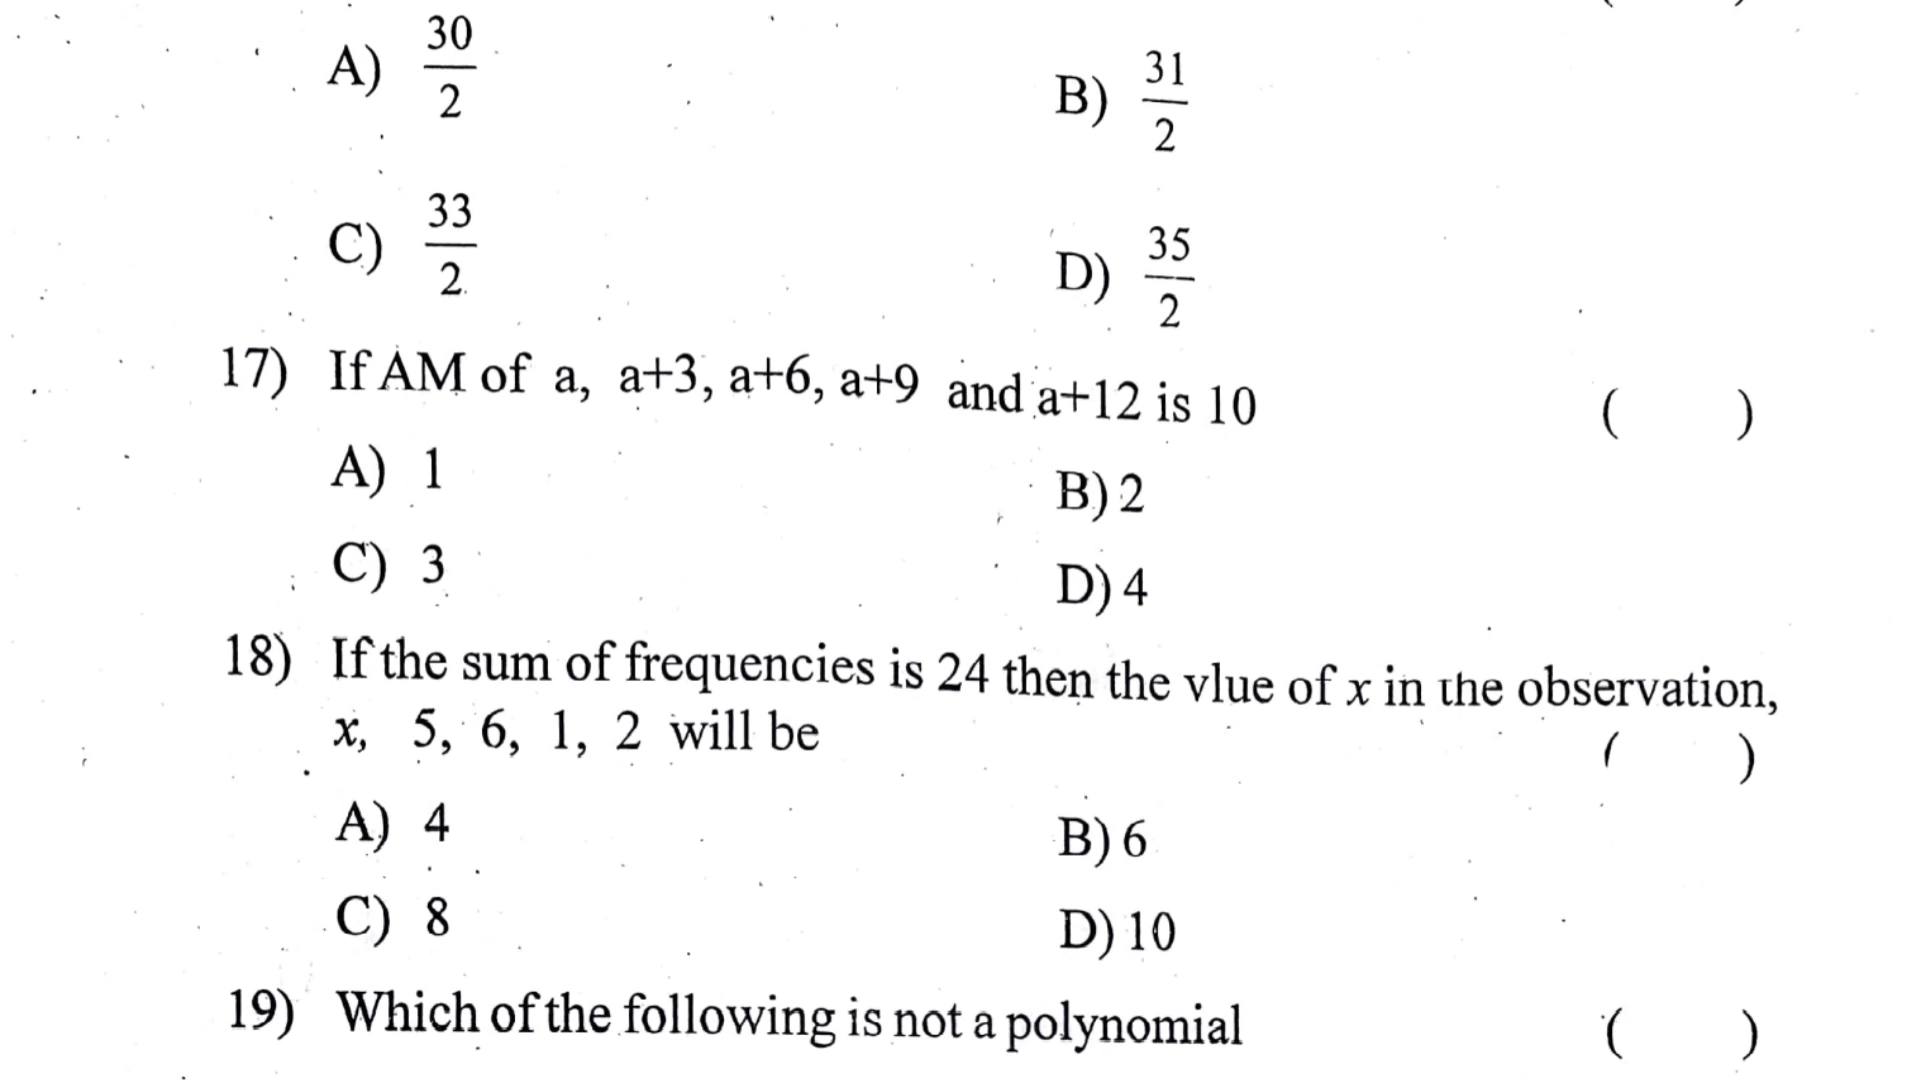 A) 30/2 B) 31/2
C) 33/2 D) 35/2
17) If AM of a, a+3, a+6, a+9 and a+12 is 10 ( )
A) 1 B) 2
C) 3 D) 4
18) If the sum of frequencies is 24 then the vlue of x in the observation,
x, 5, 6, 1, 2 will be ( )
A) 4 B) 6
C) 8 D) 10
19) Which of the following is not a polynomial ( )